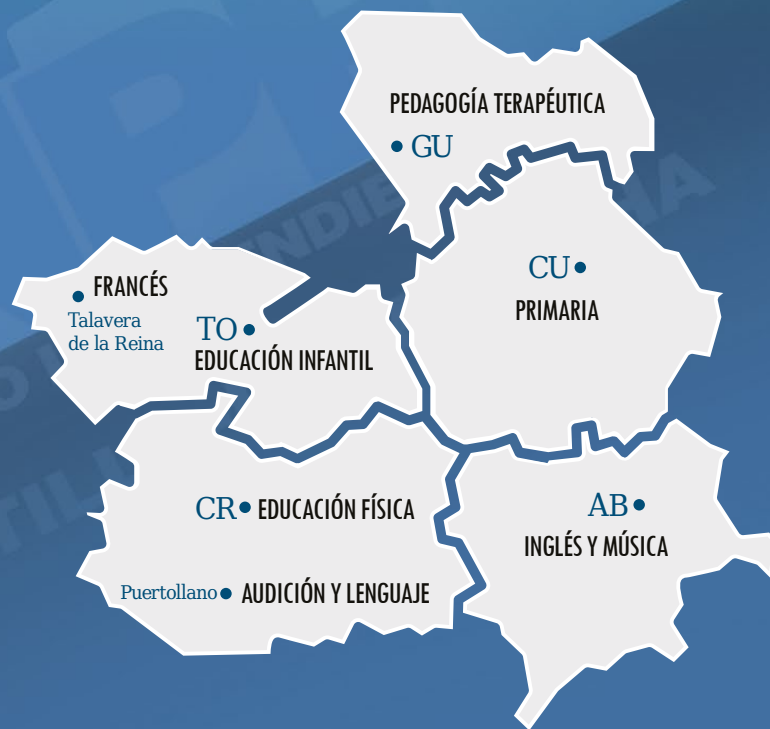 PEDAGOGÍA TERAPÉUTICA
GU
CU
PRIMARIA
FRANCÉS
Talavera
de la Reina
TO
EDUCACIÓN INFANTIL
CR EDUCACIÓN FÍSICA
AB
INGLÉS Y MÚSICA
Puertollano AUDICIÓN Y LENGUAJE